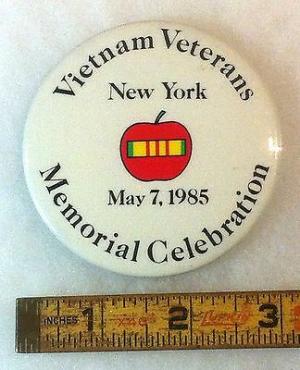 Vietnam Veterans
New York
May 7, 1985
Memorial Celebration
INCHES 1 2 3